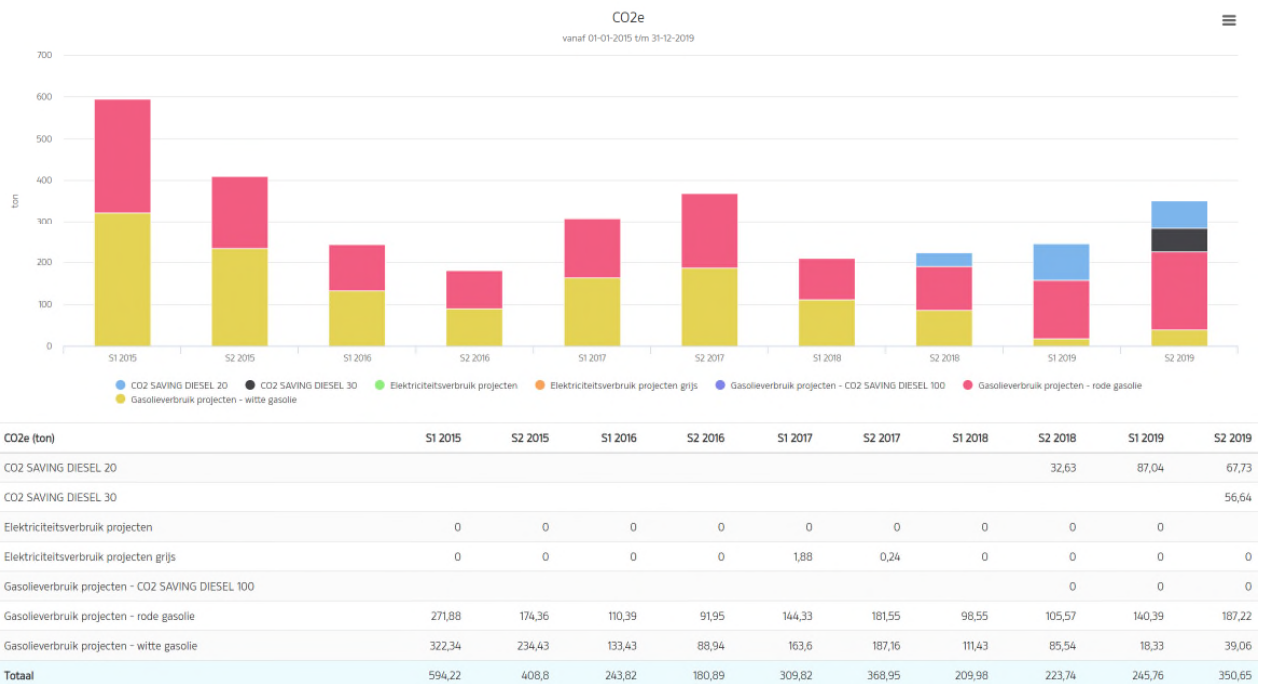 CO2e
vanaf 01-01-2015 t/m 31-12-2019
700
600
500
400
300
200
100
0
ton
S1 2015 S2 2015 S1 2016 S2 2016 S1 2017 S2 2017 S1 2018 S2 2018 S1 2019 S2 2019
CO2 SAVING DIESEL 20 CO2 SAVING DIESEL 30 Elektriciteitsverbruik projecten Elektriciteitsverbruik projecten grijs Gasolieverbruik projecten - CO2 SAVING DIESEL 100 Gasolieverbruik projecten - rode gasolie
Gasolieverbruik projecten - witte gasolie
CO2e (ton) S1 2015 S2 2015 S1 2016 S2 2016 S1 2017 S2 2017 S1 2018 S2 2018 S1 2019 S2 2019
CO2 SAVING DIESEL 20 32,63 87,04 67,73
CO2 SAVING DIESEL 30 56,64
Elektriciteitsverbruik projecten 0 0 0 0 0 0 0 0 0
Elektriciteitsverbruik projecten grijs 0 0 0 0 1,88 0,24 0 0 0 0
Gasolieverbruik projecten - CO2 SAVING DIESEL 100 0 0 0
Gasolieverbruik projecten - rode gasolie 271,88 174,36 110,39 91,95 144,33 181,55 98,55 105,57 140,39 187,22
Gasolieverbruik projecten - witte gasolie 322,34 234,43 133,43 88,94 163,6 187,16 111,43 85,54 18,33 39,06
Totaal 594,22 408,8 243,82 180,89 309,82 368,95 209,98 223,74 245,76 350,65